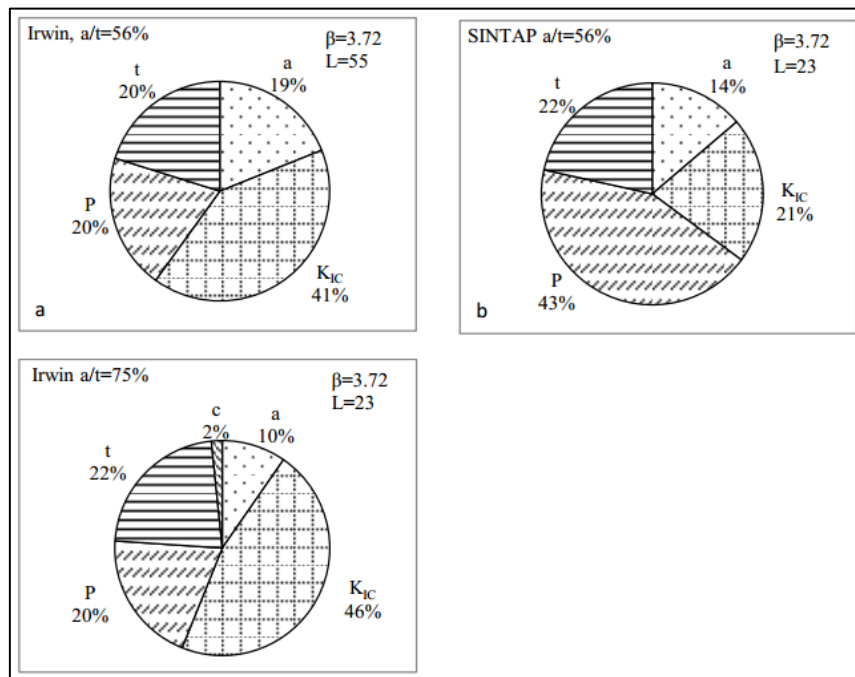 Irwin, a/t=56%
β=3.72
L=55
t
20%
a
19%
P
20%
K_IC
41%
a
SINTAP a/t=56%
β=3.72
L=23
t
22%
a
14%
K_IC
21%
P
43%
b
Irwin a/t=75%
β=3.72
L=23
c
2%
a
10%
t
22%
P
20%
K_IC
46%